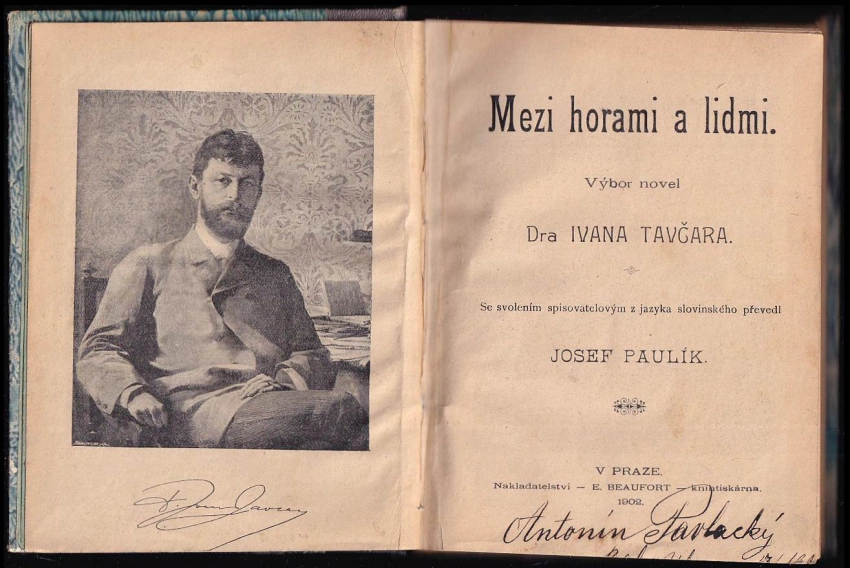 Mezi horami a lidmi.
Výbor novel
Dra IVANA TAVČARA.
Se svolením spisovatelovým z jazyka slovinského převedl
JOSEF PAULÍK.
V PRAZE.
Nakladatelství — E. BEAUFORT — knihtiskárna.
1902.
Antonín Pavlacký